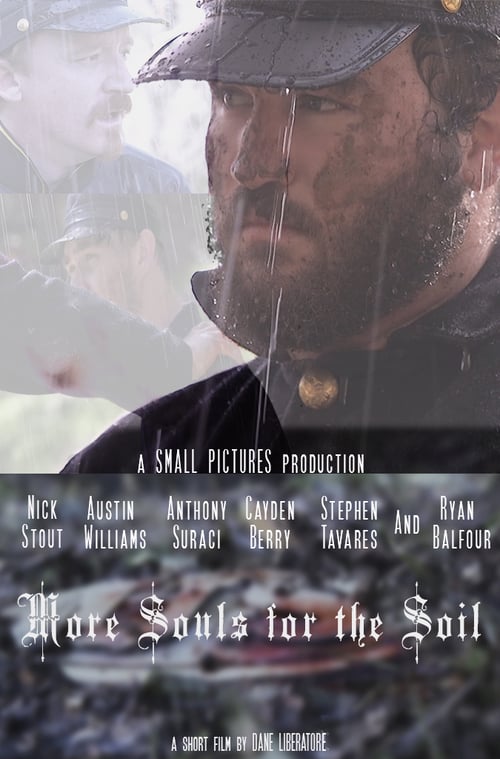 A SMALL PICTURES PRODUCTION
NICK STOUT AUSTIN WILLIAMS ANTHONY SURACI CAYDEN BERRY STEPHEN TAVARES AND RYAN BALFOUR
More Souls for the Soil
A SHORT FILM BY DANE LIBERATORE